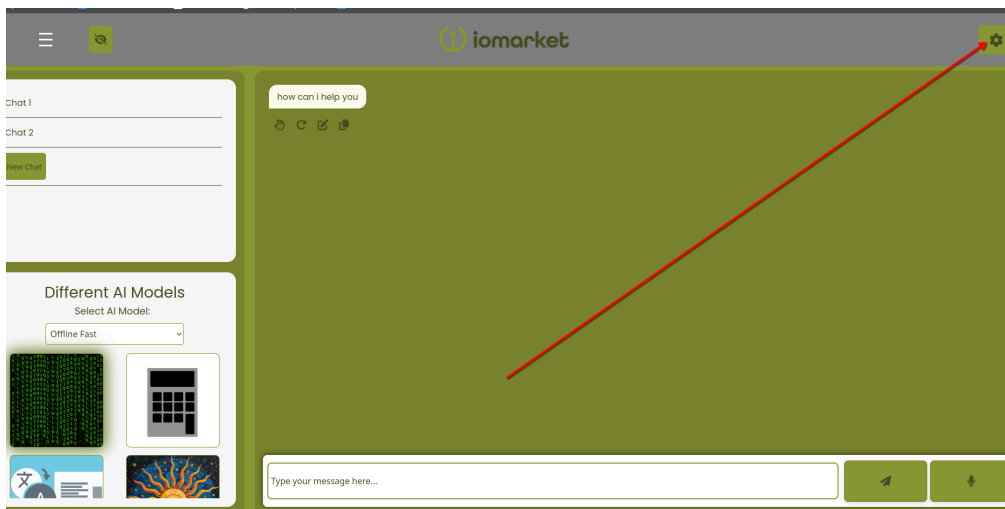 iomarket
Chat 1
Chat 2
New Chat
how can i help you
Different AI Models
Select AI Model:
Offline Fast
文
A
Type your message here...